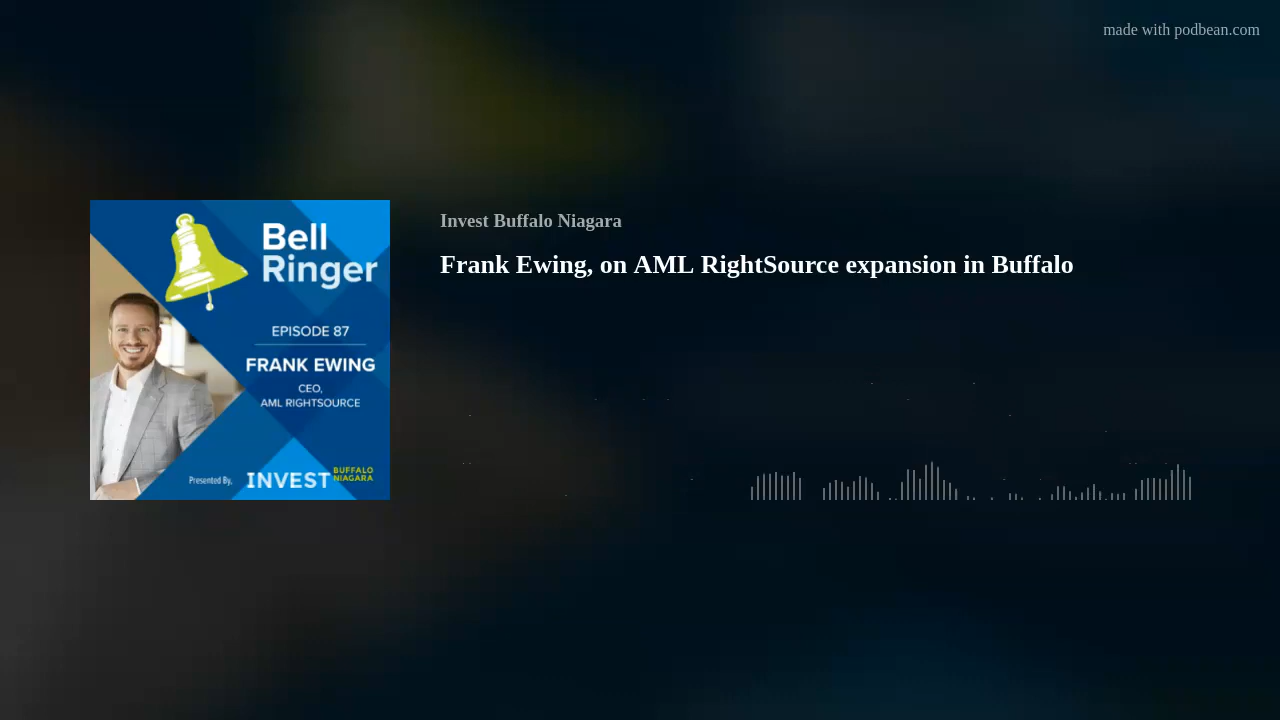 made with podbean.com
Bell
Ringer
EPISODE 87
FRANK EWING
CEO,
AML RIGHTSOURCE
Presented By,
INVEST BUFFALO
NIAGARA
Invest Buffalo Niagara
Frank Ewing, on AML RightSource expansion in Buffalo